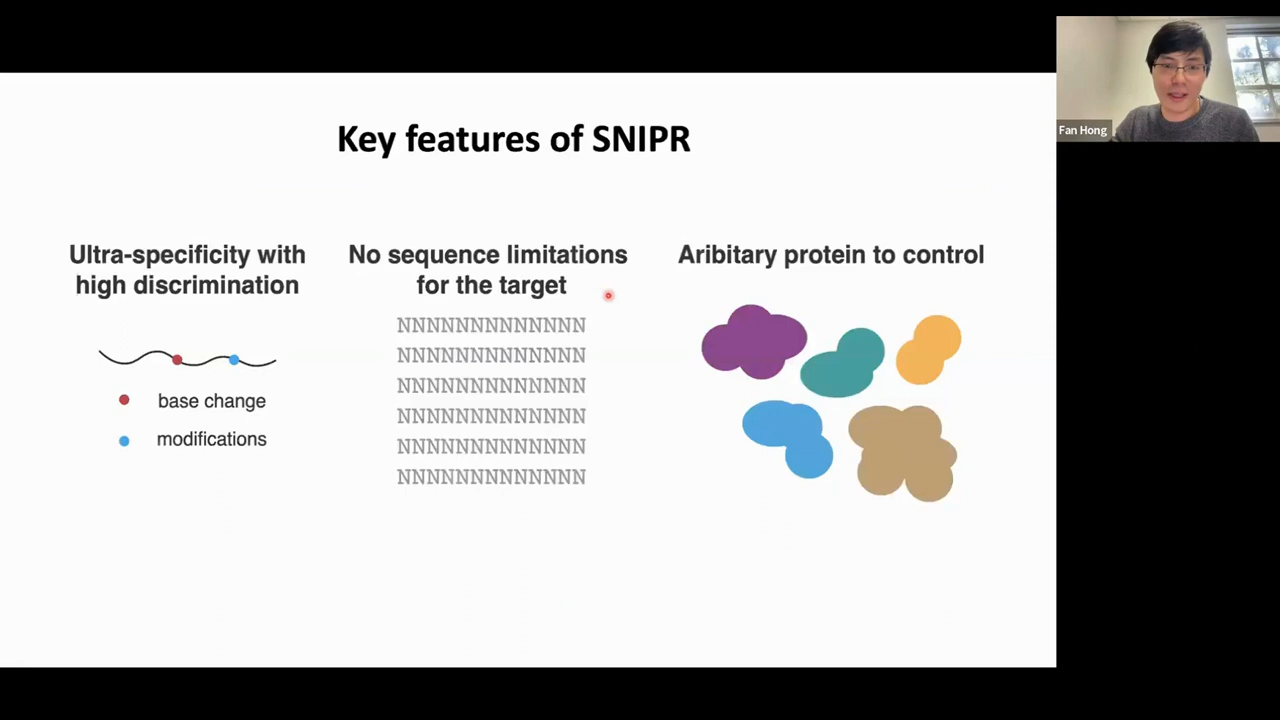 Key features of SNIPR
Ultra-specificity with
high discrimination
base change
modifications
No sequence limitations
for the target
NNNNNNNNNNNNN
NNNNNNNNNNNNN
NNNNNNNNNNNNN
NNNNNNNNNNNNN
NNNNNNNNNNNNN
NNNNNNNNNNNNN
Aribitary protein to control
Fan Hong